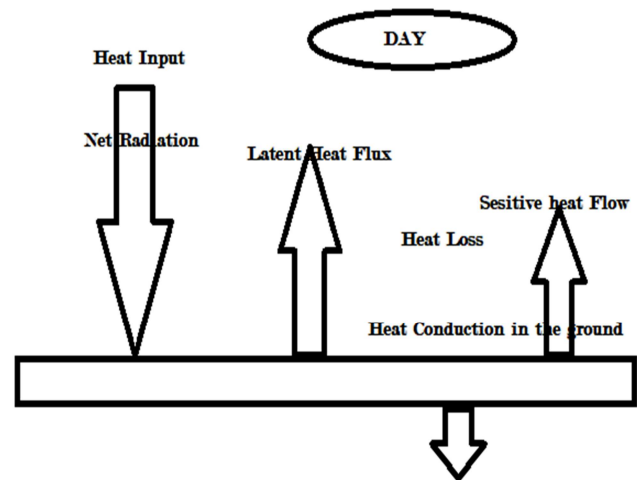 DAY
Heat Input
Net Radiation
Latent Heat Flux
Sesitive heat Flow
Heat Loss
Heat Conduction in the ground